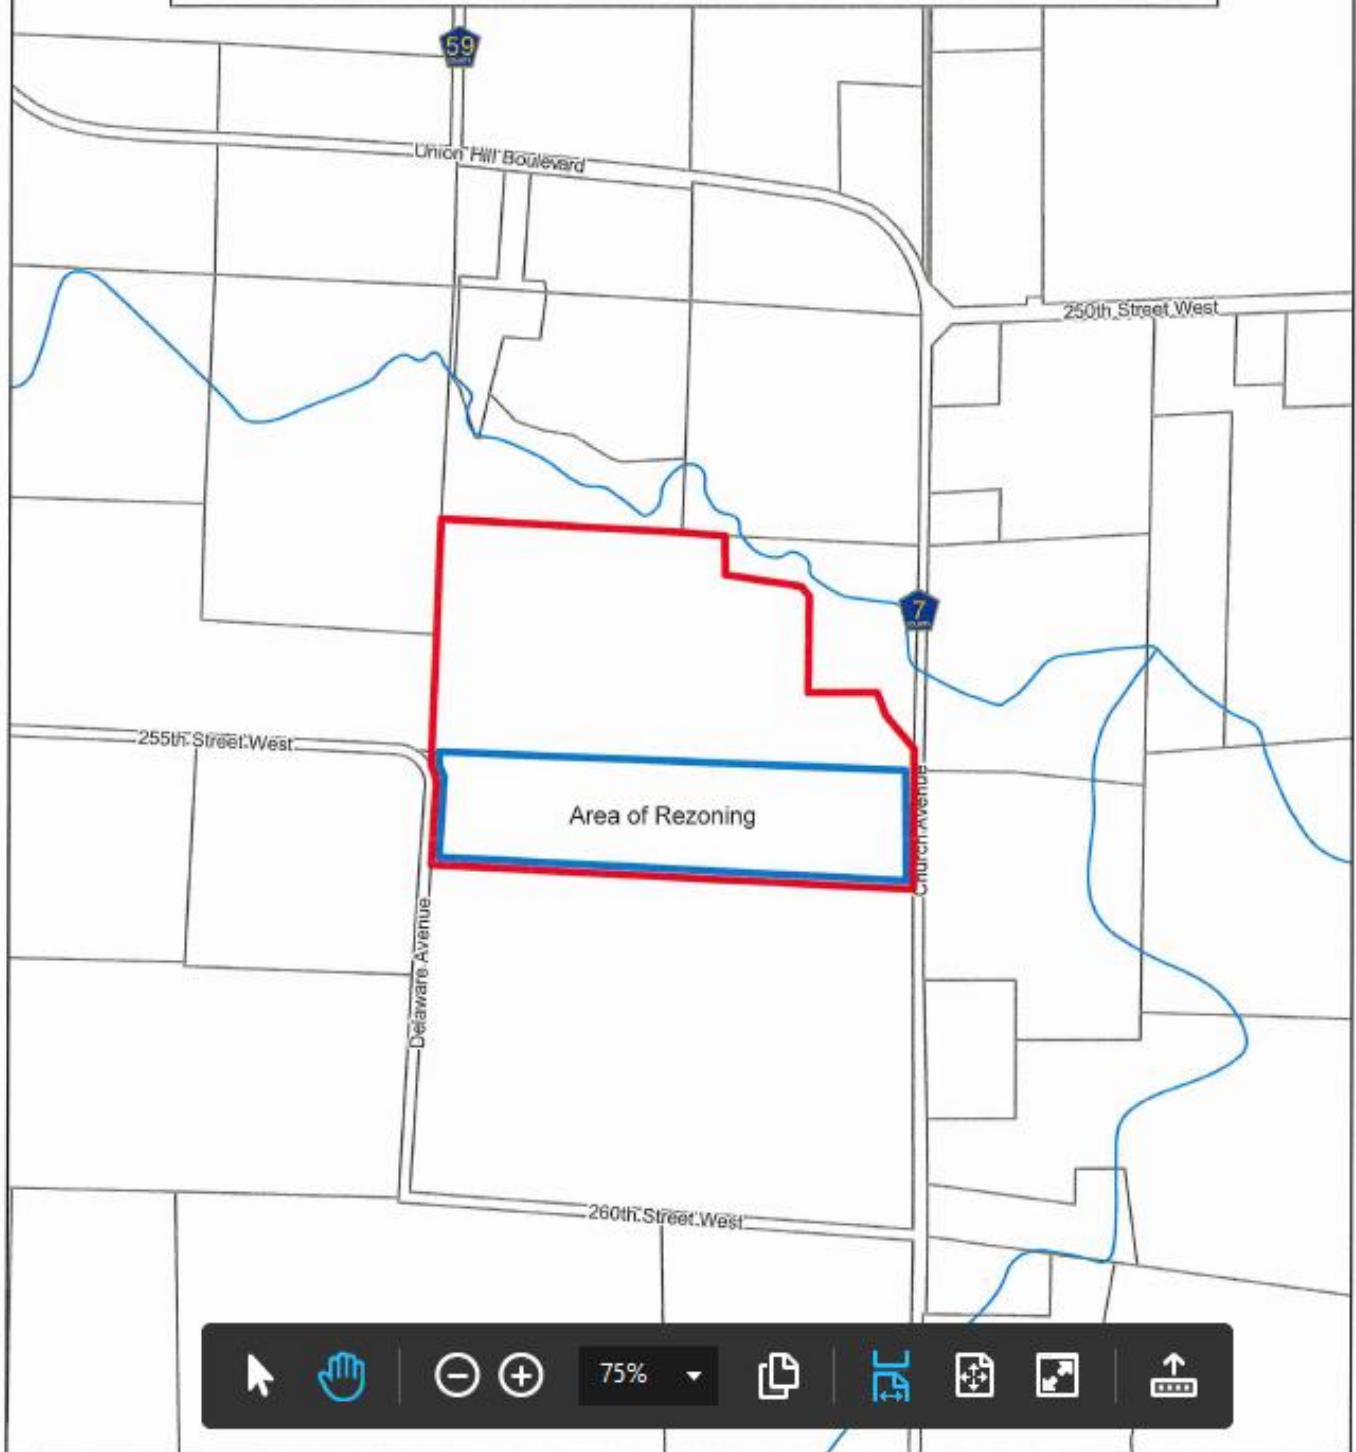 59
Union Hill Boulevard
250th Street West
7
255th Street West
Area of Rezoning
Church Avenue
Delaware Avenue
260th Street West
75%